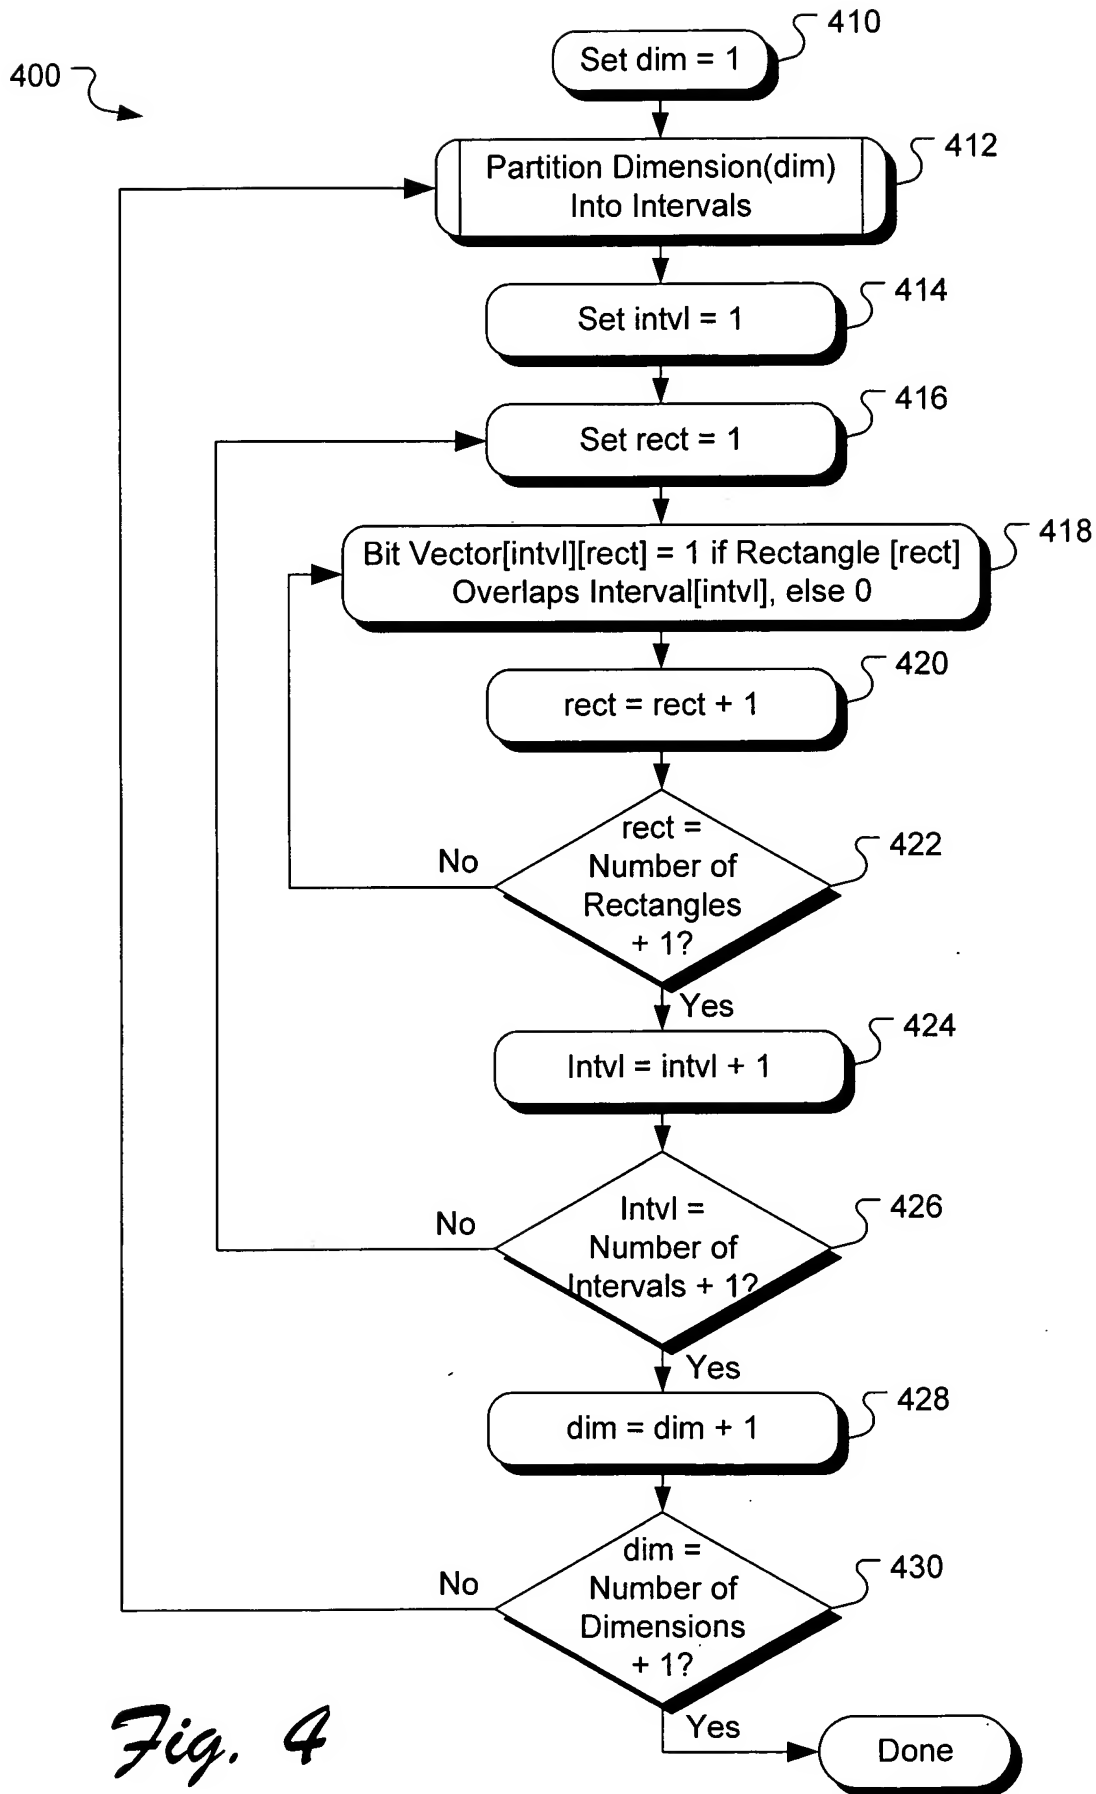 410
Set dim = 1
400
412
Partition Dimension(dim)
Into Intervals
414
Set intvl = 1
416
Set rect = 1
418
Bit Vector[intvl][rect] = 1 if Rectangle [rect]
Overlaps Interval[intvl], else 0
420
rect = rect + 1
rect =
Number of
Rectangles
+ 1?
422
No
Yes
424
Intvl = intvl + 1
426
Intvl =
Number of
Intervals + 1?
No
Yes
428
dim = dim + 1
dim =
Number of
Dimensions
+ 1?
430
No
Yes
Done
Fig. 4